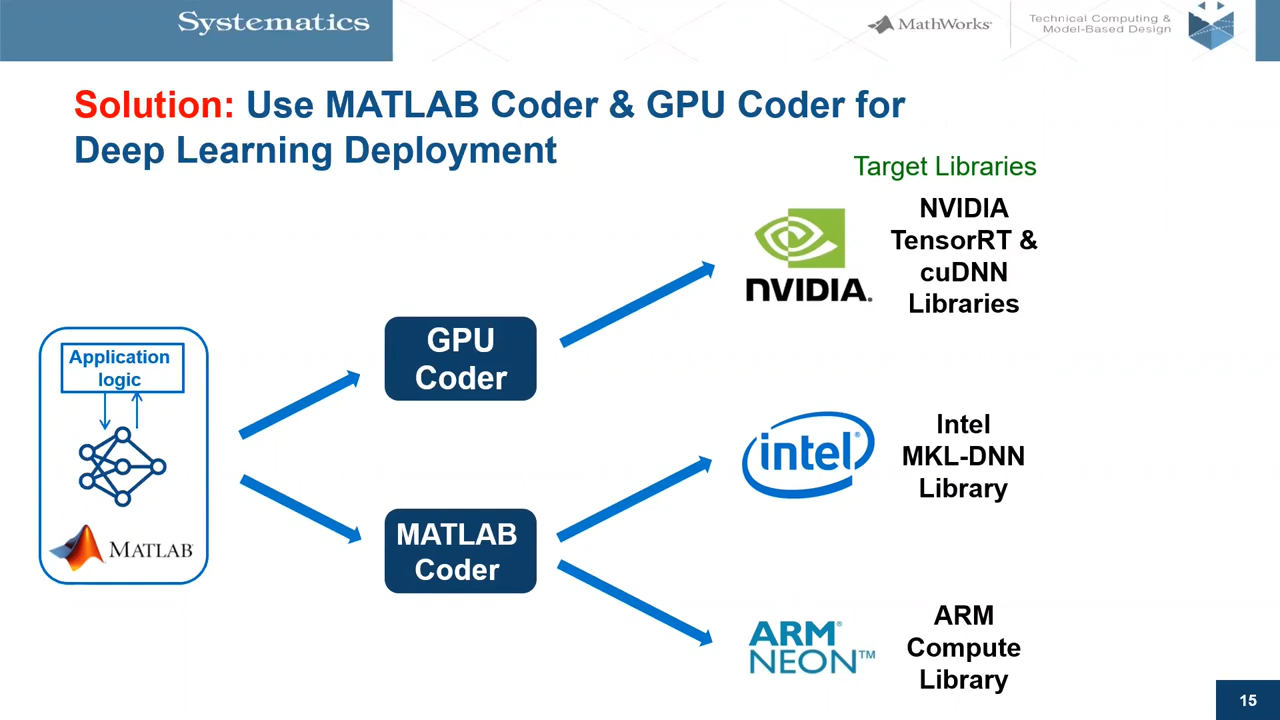 Systematics
MathWorks®
Technical Computing &
Model-Based Design
Solution: Use MATLAB Coder & GPU Coder for
Deep Learning Deployment
Target Libraries
NVIDIA
TensorRT &
cuDNN
Libraries
NVIDIA.
GPU
Coder
Application
logic
MATLAB®
intel®
Intel
MKL-DNN
Library
MATLAB
Coder
ARM®
NEON™
ARM
Compute
Library
15